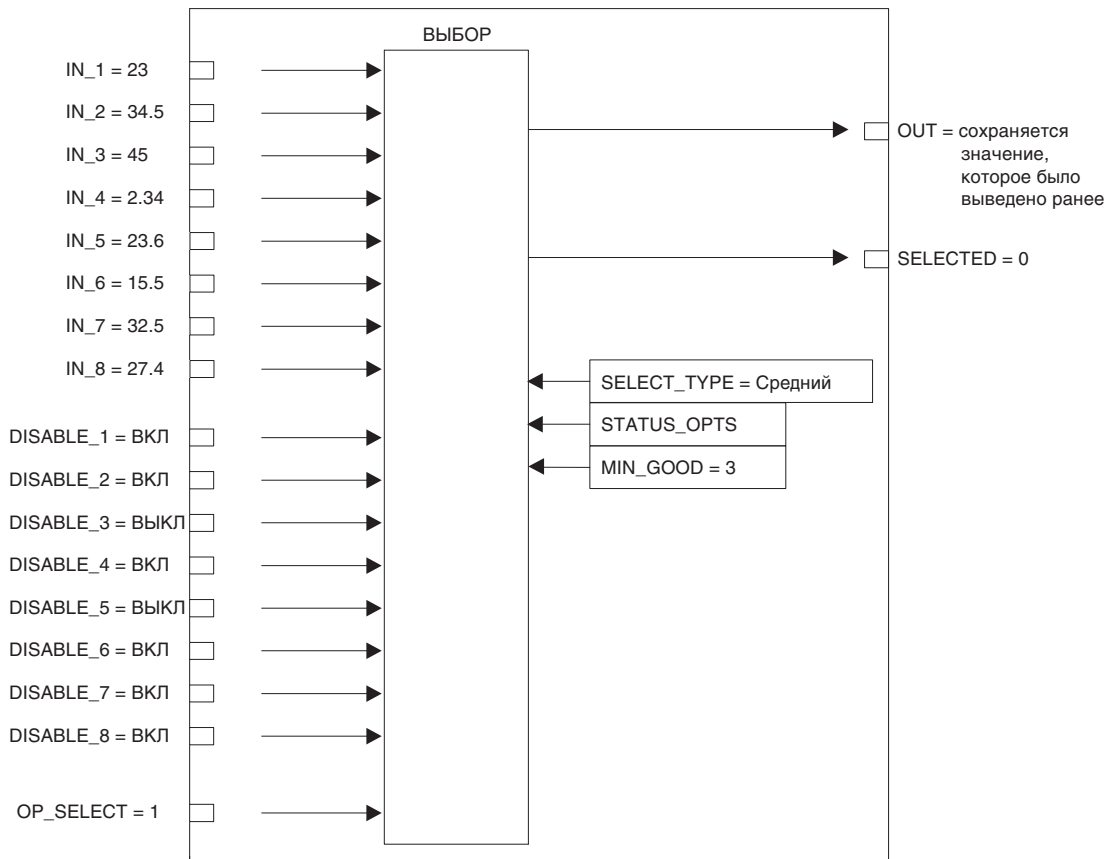 ВЫБОР
IN_1 = 23
IN_2 = 34.5
IN_3 = 45
IN_4 = 2.34
IN_5 = 23.6
IN_6 = 15.5
IN_7 = 32.5
IN_8 = 27.4
DISABLE_1 = ВКЛ
DISABLE_2 = ВКЛ
DISABLE_3 = ВЫКЛ
DISABLE_4 = ВКЛ
DISABLE_5 = ВЫКЛ
DISABLE_6 = ВКЛ
DISABLE_7 = ВКЛ
DISABLE_8 = ВКЛ
OP_SELECT = 1
SELECT_TYPE = Средний
STATUS_OPTS
MIN_GOOD = 3
OUT = сохраняется
значение,
которое было
выведено ранее
SELECTED = 0